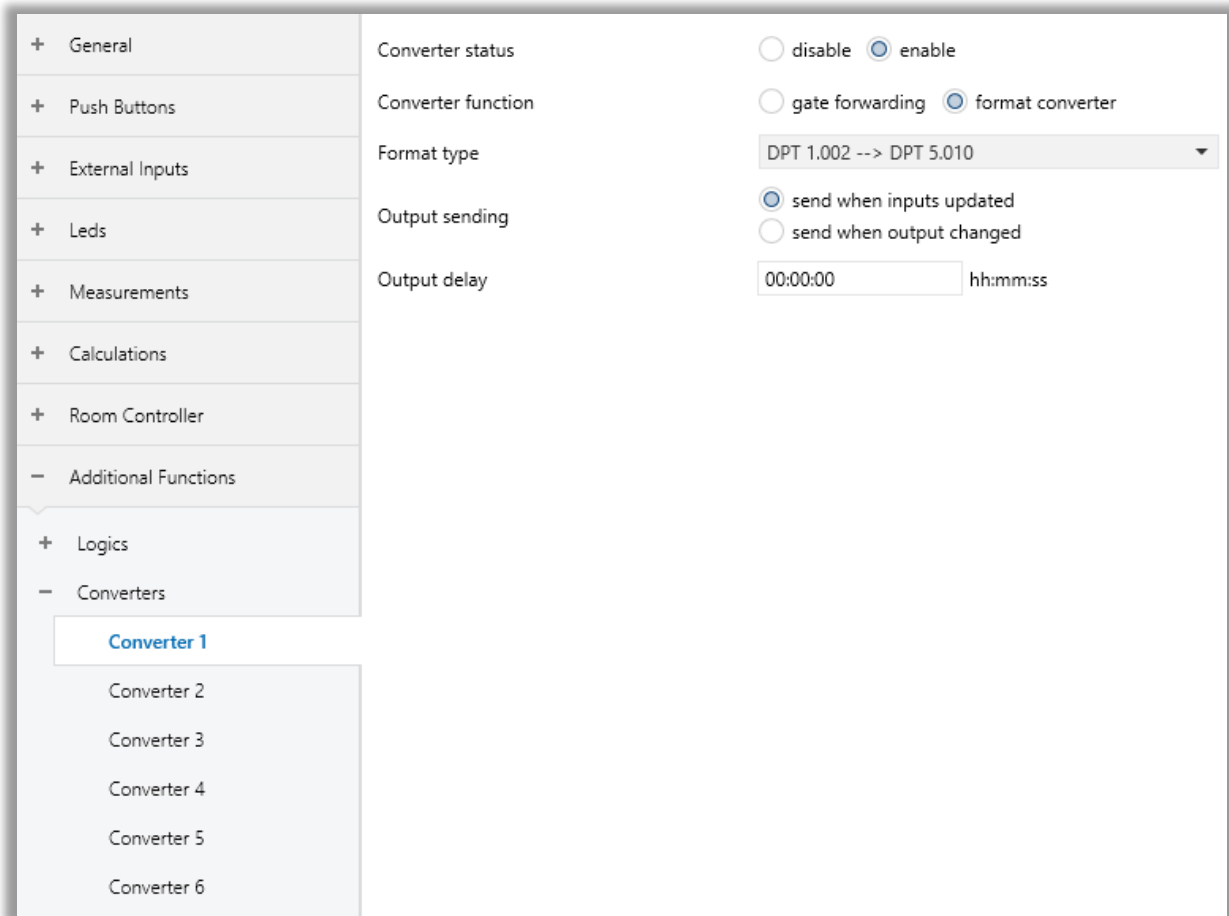 General
Push Buttons
External Inputs
Leds
Measurements
Calculations
Room Controller
Additional Functions
Logics
Converters
Converter 1
Converter 2
Converter 3
Converter 4
Converter 5
Converter 6
Converter status
disable enable
Converter function
gate forwarding format converter
Format type
DPT 1.002 --> DPT 5.010
Output sending
send when inputs updated
send when output changed
Output delay
00:00:00 hh:mm:ss